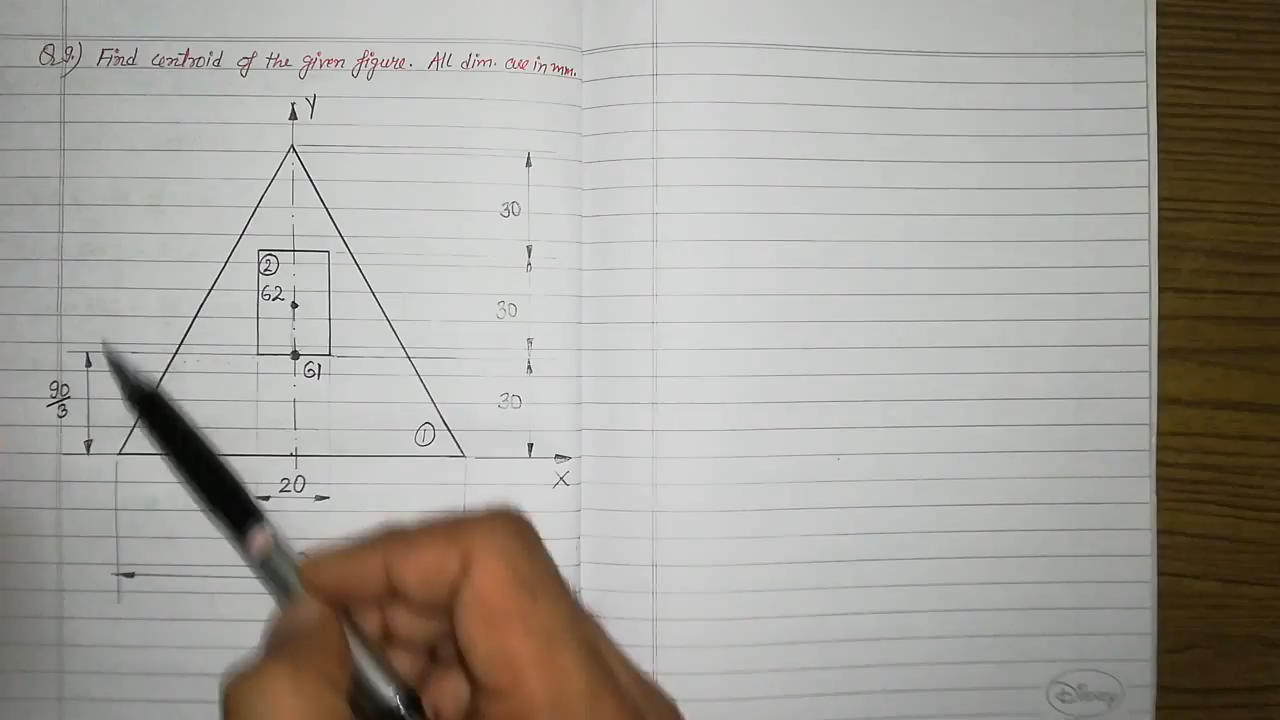 Q 9.) Find centroid of the given figure. All dim. are in mm.
Y
30
②
G2
30
G1
90/3
30
①
20
X
Disney